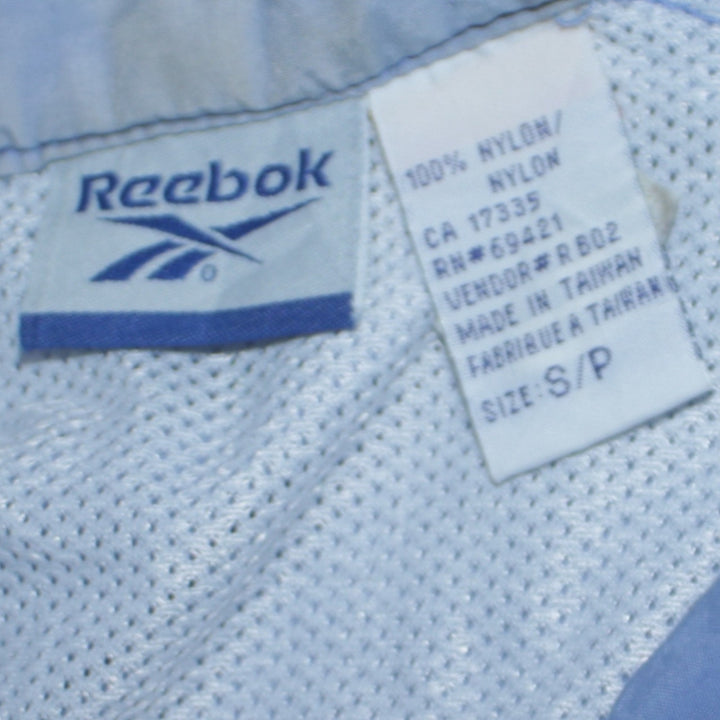 Reebok
®
100% NYLON/
NYLON
CA 17335
RN#69421
VENDOR#R602
MADE IN TAIWAN
FABRIQUE A TAIWAN
SIZE:S/P